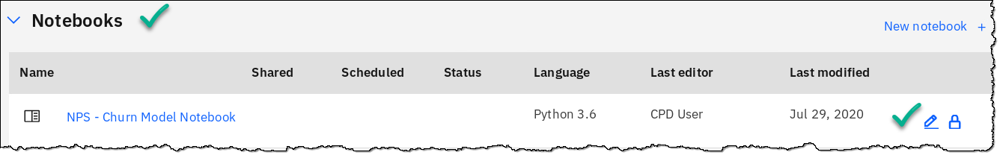 Notebooks
New notebook +
Name Shared Scheduled Status Language Last editor Last modified
NPS - Churn Model Notebook Python 3.6 CPD User Jul 29, 2020